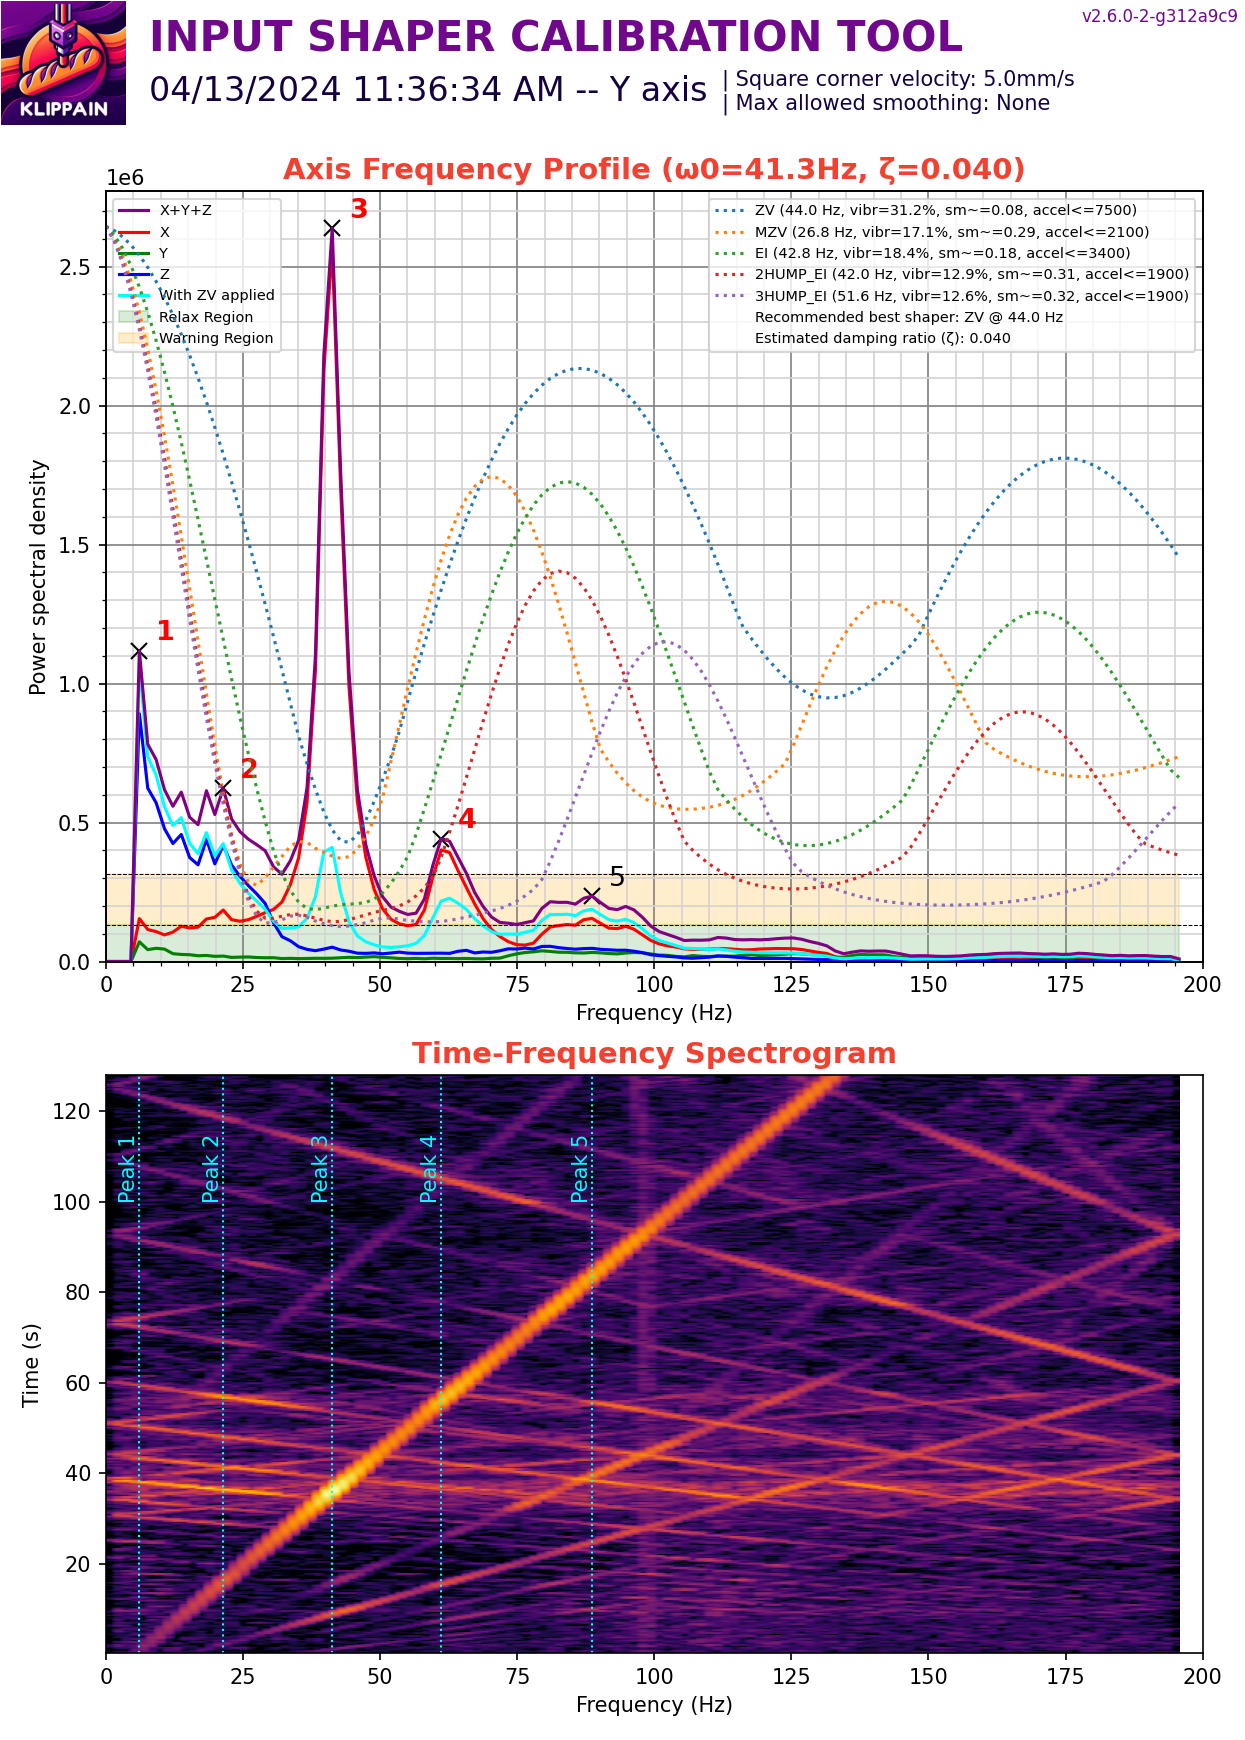 v2.6.0-2-g312a9c9
INPUT SHAPER CALIBRATION TOOL
04/13/2024 11:36:34 AM -- Y axis
| Square corner velocity: 5.0mm/s
| Max allowed smoothing: None
KLIPPAIN
Axis Frequency Profile (ω0=41.3Hz, ζ=0.040)
1e6
X+Y+Z
X
Y
Z
With ZV applied
Relax Region
Warning Region
ZV (44.0 Hz, vibr=31.2%, sm~=0.08, accel<=7500)
MZV (26.8 Hz, vibr=17.1%, sm~=0.29, accel<=2100)
EI (42.8 Hz, vibr=18.4%, sm~=0.18, accel<=3400)
2HUMP_EI (42.0 Hz, vibr=12.9%, sm~=0.31, accel<=1900)
3HUMP_EI (51.6 Hz, vibr=12.6%, sm~=0.32, accel<=1900)
Recommended best shaper: ZV @ 44.0 Hz
Estimated damping ratio (ζ): 0.040
3
1
2
4
5
Power spectral density
2.5
2.0
1.5
1.0
0.5
0.0
0 25 50 75 100 125 150 175 200
Frequency (Hz)
Time-Frequency Spectrogram
Peak 1
Peak 2
Peak 3
Peak 4
Peak 5
Time (s)
120
100
80
60
40
20
0 25 50 75 100 125 150 175 200
Frequency (Hz)